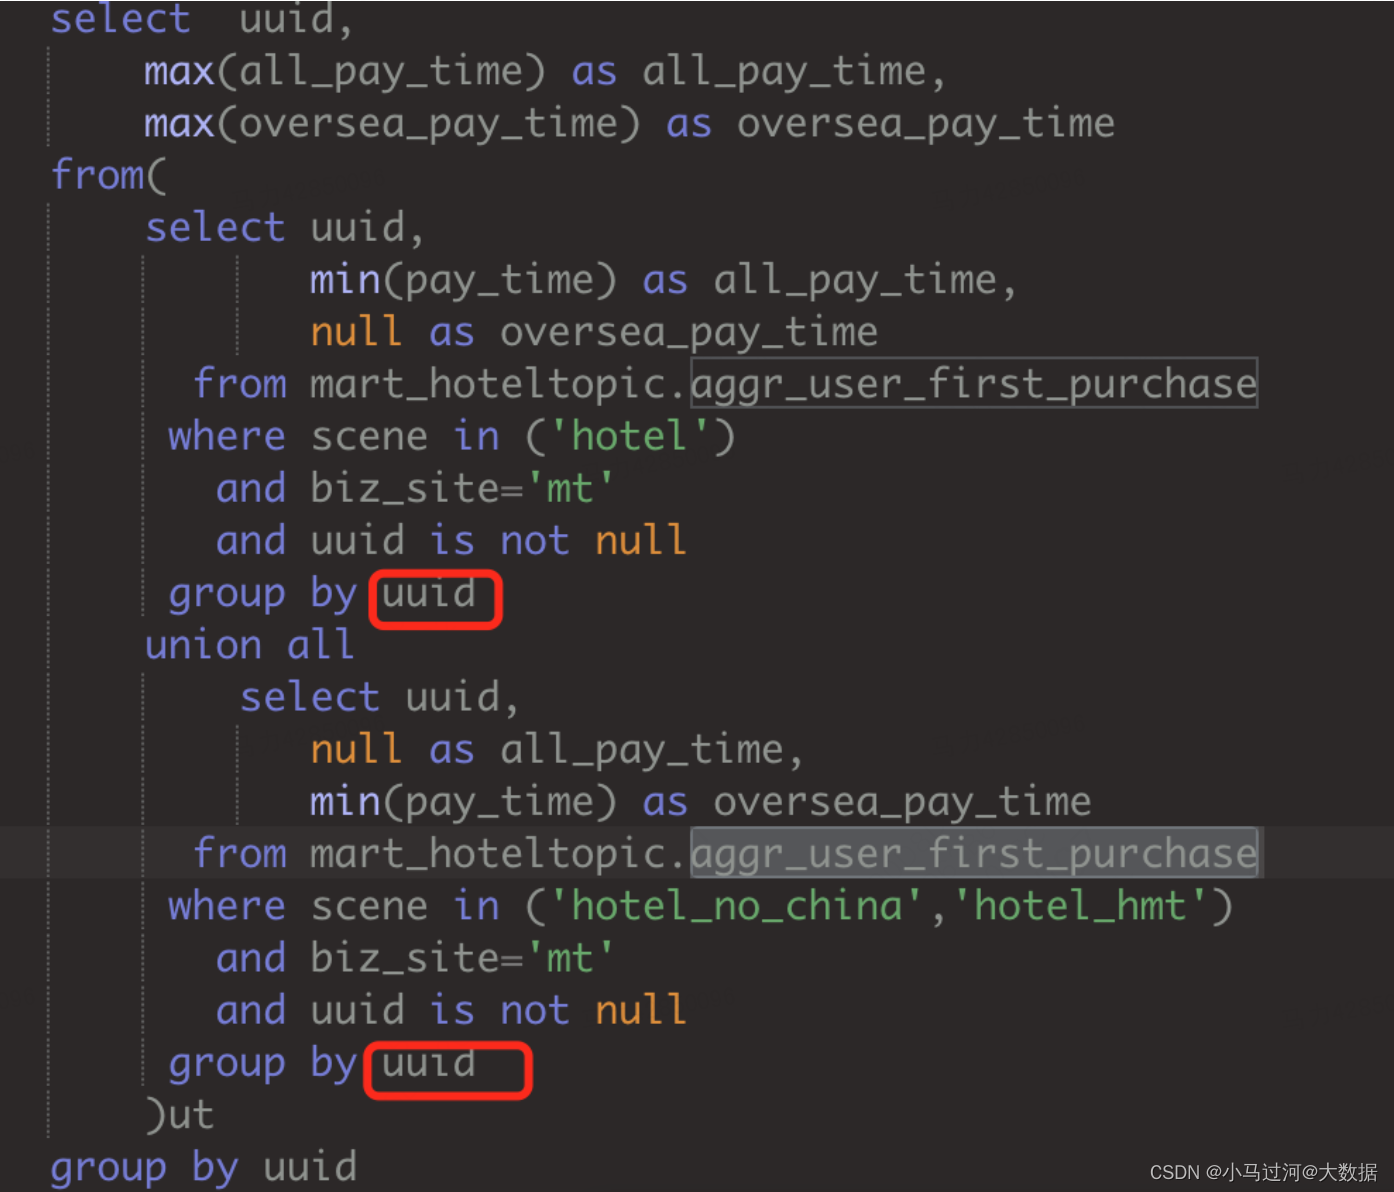 select  uuid,
max(all_pay_time) as all_pay_time,
max(oversea_pay_time) as oversea_pay_time
from(
select uuid,
min(pay_time) as all_pay_time,
null as oversea_pay_time
from mart_hoteltopic.aggr_user_first_purchase
where scene in ('hotel')
and biz_site='mt'
and uuid is not null
group by uuid
union all
select uuid,
null as all_pay_time,
min(pay_time) as oversea_pay_time
from mart_hoteltopic.aggr_user_first_purchase
where scene in ('hotel_no_china','hotel_hmt')
and biz_site='mt'
and uuid is not null
group by uuid
)ut
group by uuid
CSDN @小马过河@大数据